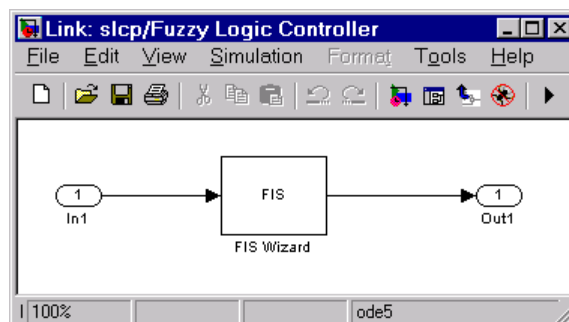 Link: slcp/Fuzzy Logic Controller
File Edit View Simulation Format Tools Help
1 FIS 1
In1 Out1
FIS Wizard
100% ode5